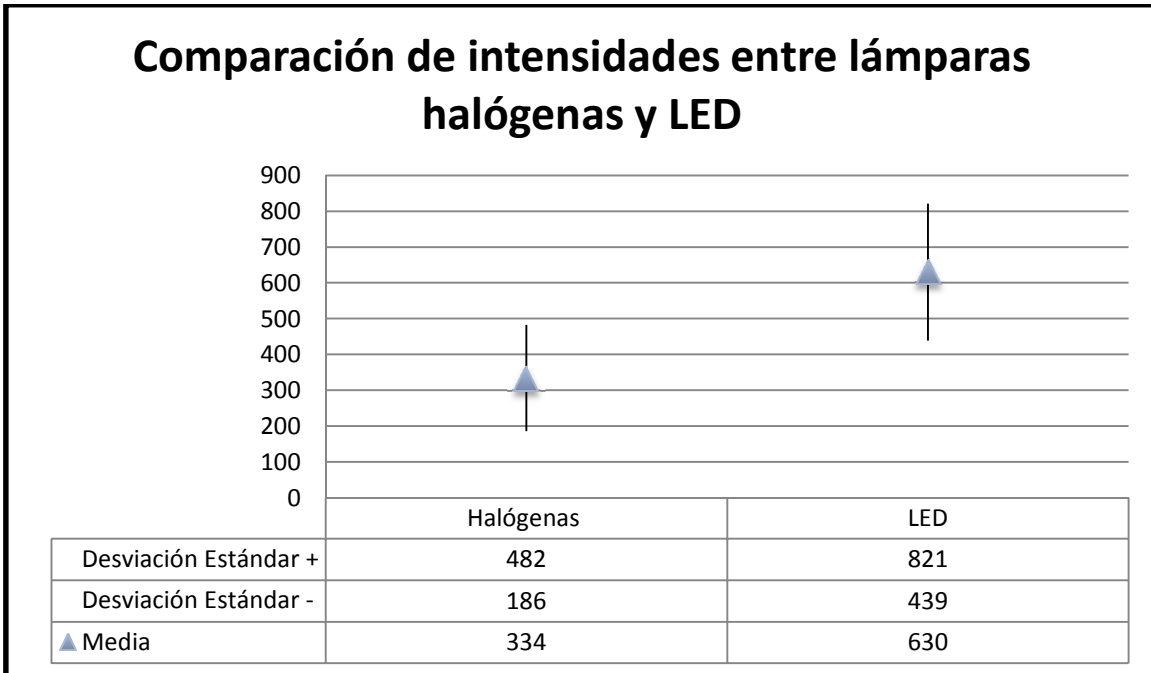 Comparación de intensidades entre lámparas
halógenas y LED
900
800
700
600
500
400
300
200
100
0
Halógenas LED
Desviación Estándar + 482 821
Desviación Estándar - 186 439
Media 334 630